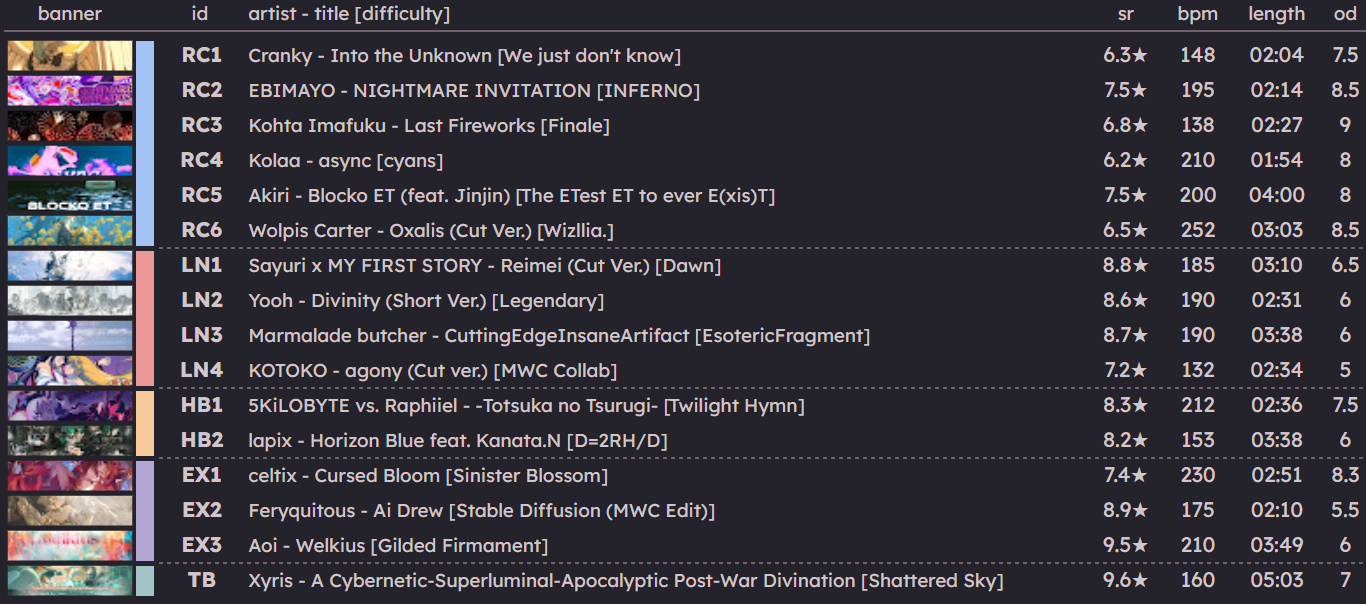 banner id artist - title [difficulty] sr bpm length od
RC1 Cranky - Into the Unknown [We just don't know] 6.3★ 148 02:04 7.5
RC2 EBIMAYO - NIGHTMARE INVITATION [INFERNO] 7.5★ 195 02:14 8.5
RC3 Kohta Imafuku - Last Fireworks [Finale] 6.8★ 138 02:27 9
RC4 Kolaa - async [cyans] 6.2★ 210 01:54 8
BLOCKO ET RC5 Akiri - Blocko ET (feat. Jinjin) [The ETest ET to ever E(xis)T] 7.5★ 200 04:00 8
RC6 Wolpis Carter - Oxalis (Cut Ver.) [Wizllia.] 6.5★ 252 03:03 8.5
LN1 Sayuri x MY FIRST STORY - Reimei (Cut Ver.) [Dawn] 8.8★ 185 03:10 6.5
LN2 Yooh - Divinity (Short Ver.) [Legendary] 8.6★ 190 02:31 6
LN3 Marmalade butcher - CuttingEdgeInsaneArtifact [EsotericFragment] 8.7★ 190 03:38 6
LN4 KOTOKO - agony (Cut ver.) [MWC Collab] 7.2★ 132 02:34 5
HB1 5KiLOBYTE vs. Raphiiel - -Totsuka no Tsurugi- [Twilight Hymn] 8.3★ 212 02:36 7.5
HB2 lapix - Horizon Blue feat. Kanata.N [D=2RH/D] 8.2★ 153 03:38 6
EX1 celtix - Cursed Bloom [Sinister Blossom] 7.4★ 230 02:51 8.3
EX2 Feryquitous - Ai Drew [Stable Diffusion (MWC Edit)] 8.9★ 175 02:10 5.5
EX3 Aoi - Welkius [Gilded Firmament] 9.5★ 210 03:49 6
TB Xyris - A Cybernetic-Superluminal-Apocalyptic Post-War Divination [Shattered Sky] 9.6★ 160 05:03 7